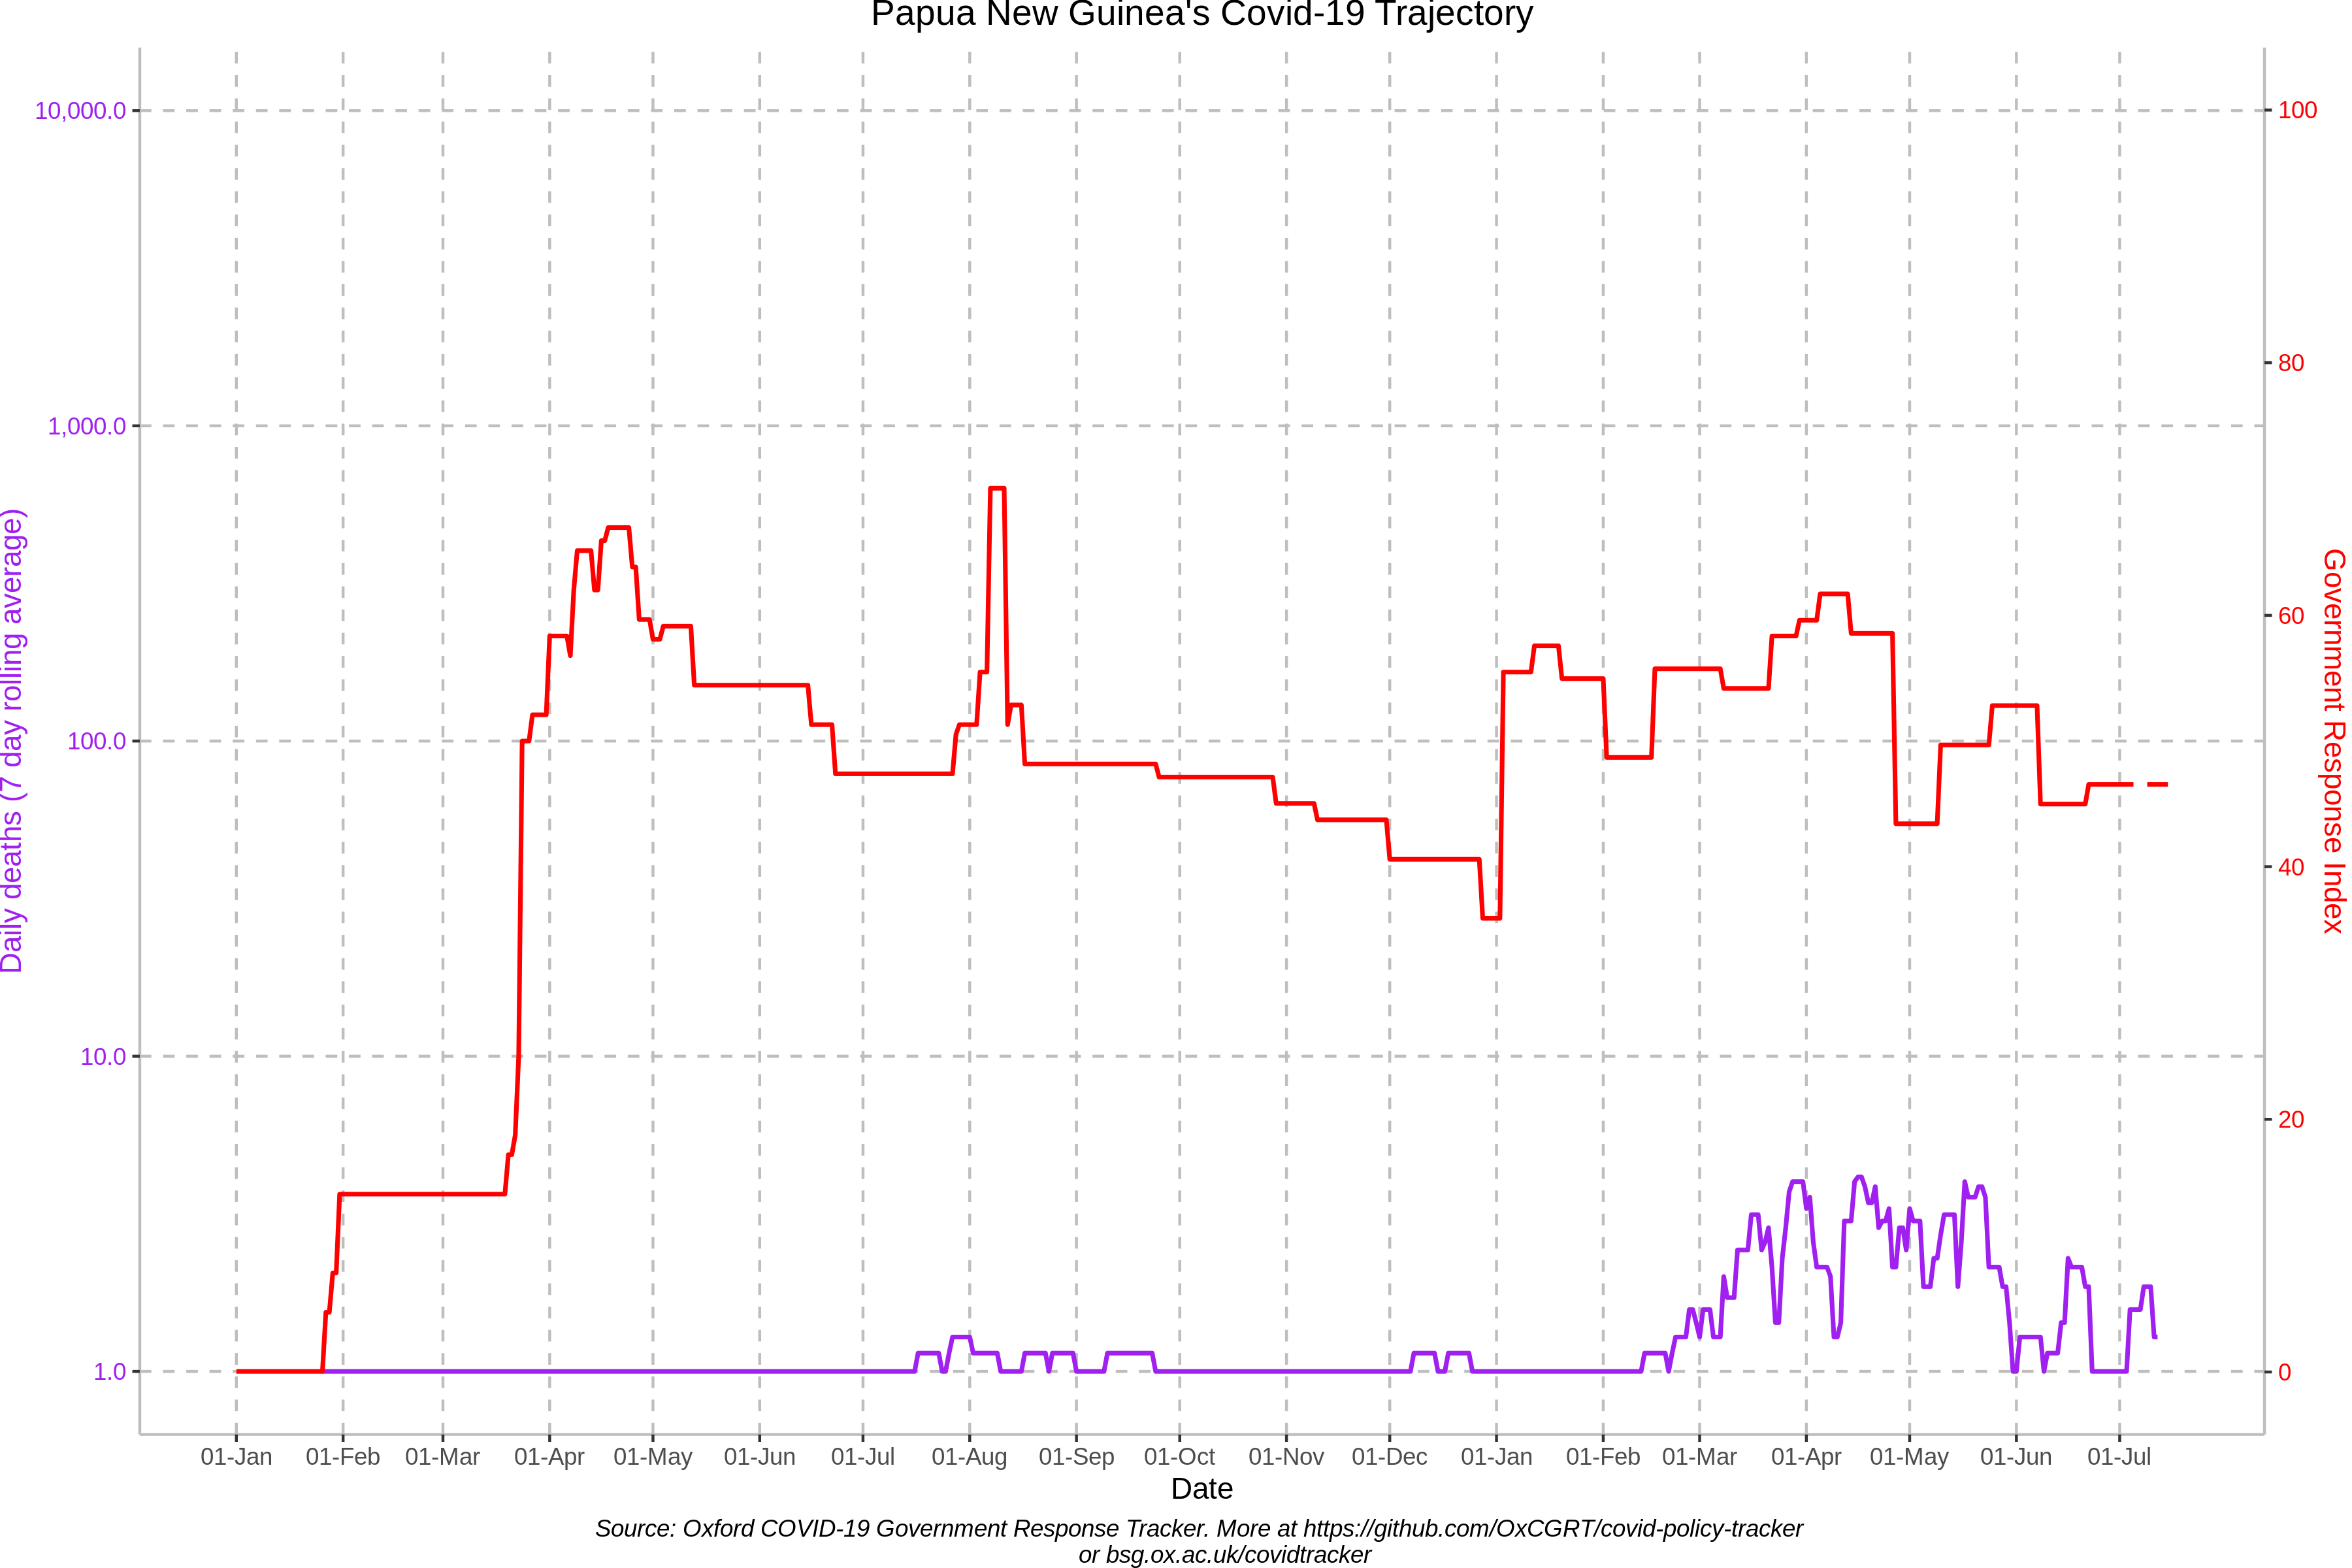 Papua New Guinea's Covid-19 Trajectory
10,000.0
1,000.0
100.0
10.0
1.0
Daily deaths (7 day rolling average)
100
80
60
40
20
0
Government Response Index
01-Jan 01-Feb 01-Mar 01-Apr 01-May 01-Jun 01-Jul 01-Aug 01-Sep 01-Oct 01-Nov 01-Dec 01-Jan 01-Feb 01-Mar 01-Apr 01-May 01-Jun 01-Jul
Date
Source: Oxford COVID-19 Government Response Tracker. More at https://github.com/OxCGRT/covid-policy-tracker
or bsg.ox.ac.uk/covidtracker